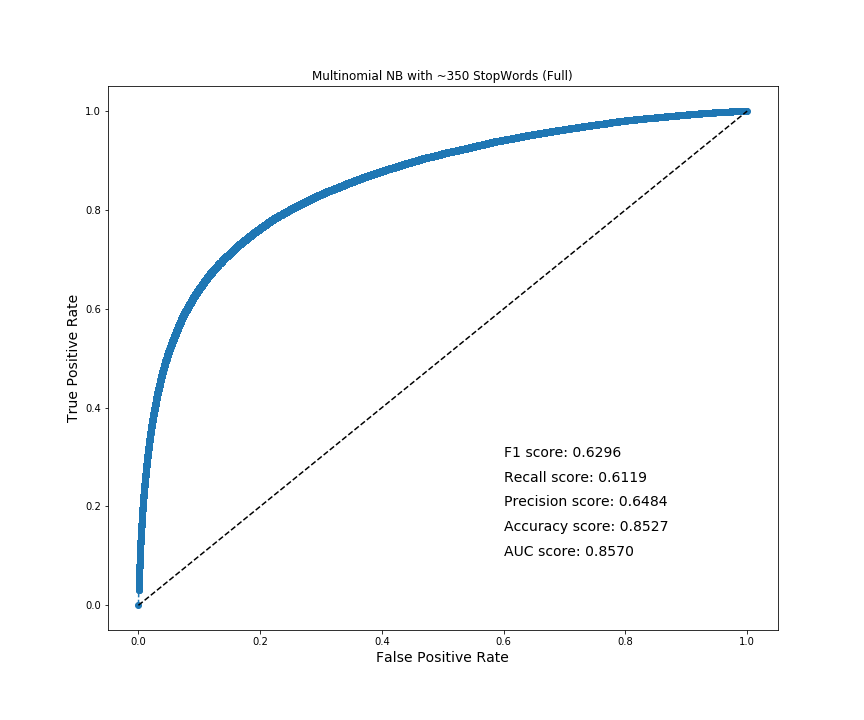 Multinomial NB with ~350 StopWords (Full)
1.0
0.8
0.6
0.4
0.2
0.0
True Positive Rate
F1 score: 0.6296
Recall score: 0.6119
Precision score: 0.6484
Accuracy score: 0.8527
AUC score: 0.8570
0.0 0.2 0.4 0.6 0.8 1.0
False Positive Rate